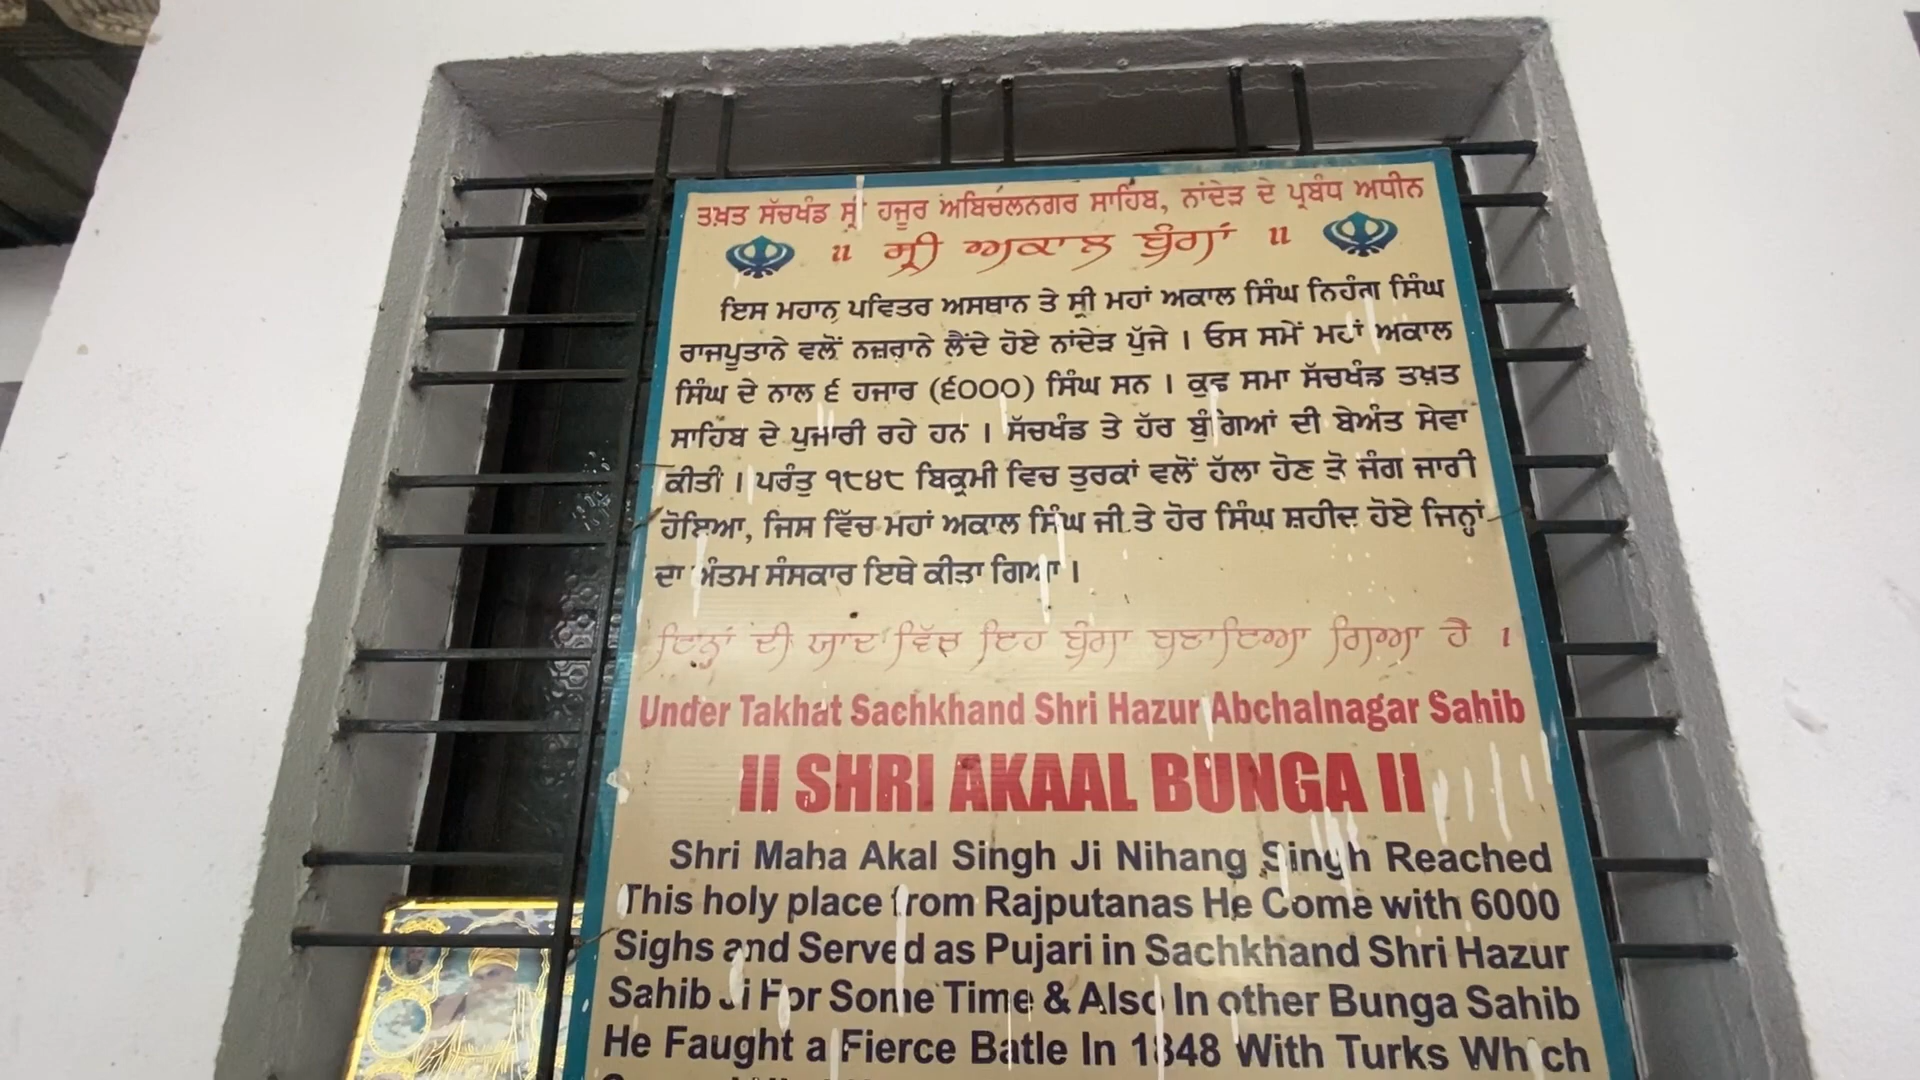 ਤਖ਼ਤ ਸੱਚਖੰਡ ਸ੍ਰੀ ਹਜੂਰ ਅਬਿਚਲਨਗਰ ਸਾਹਿਬ, ਨਾਂਦੇੜ ਦੇ ਪ੍ਰਬੰਧ ਅਧੀਨ
॥ ਸ੍ਰੀ ਅਕਾਲ ਬੁੰਗਾਂ ॥
ਇਸ ਮਹਾਨ ਪਵਿਤਰ ਅਸਥਾਨ ਤੇ ਸ੍ਰੀ ਮਹਾਂ ਅਕਾਲ ਸਿੰਘ ਨਿਹੰਗ ਸਿੰਘ
ਰਾਜਪੂਤਾਨੇ ਵਲੋਂ ਨਜ਼ਰਾਨੇ ਲੈਂਦੇ ਹੋਏ ਨਾਂਦੇੜ ਪੁੱਜੇ । ਓਸ ਸਮੇਂ ਮਹਾਂ ਅਕਾਲ
ਸਿੰਘ ਦੇ ਨਾਲ ੬ ਹਜਾਰ (੬੦੦੦) ਸਿੰਘ ਸਨ । ਕੁਛ ਸਮਾ ਸੱਚਖੰਡ ਤਖ਼ਤ
ਸਾਹਿਬ ਦੇ ਪੁਜਾਰੀ ਰਹੇ ਹਨ । ਸੱਚਖੰਡ ਤੇ ਹੱਰ ਬੁੰਗਿਆਂ ਦੀ ਬੇਅੰਤ ਸੇਵਾ
ਕੀਤੀ । ਪਰੰਤੂ ੧੮੪੮ ਬਿਕ੍ਰਮੀ ਵਿਚ ਤੁਰਕਾਂ ਵਲੋਂ ਹੱਲਾ ਹੋਣ ਤੋ ਜੰਗ ਜਾਰੀ
ਹੋਇਆ, ਜਿਸ ਵਿੱਚ ਮਹਾਂ ਅਕਾਲ ਸਿੰਘ ਜੀ ਤੇ ਹੋਰ ਸਿੰਘ ਸ਼ਹੀਦ ਹੋਏ ਜਿਨ੍ਹਾਂ
ਦਾ ਅੰਤਮ ਸੰਸਕਾਰ ਇਥੇ ਕੀਤਾ ਗਿਆ ।
ਇਨ੍ਹਾਂ ਦੀ ਯਾਦ ਵਿੱਚ ਇਹ ਬੁੰਗਾ ਬਣਾਇਆ ਗਿਆ ਹੈ ।
Under Takhat Sachkhand Shri Hazur Abchalnagar Sahib
II SHRI AKAAL BUNGA II
Shri Maha Akal Singh Ji Nihang Singh Reached
This holy place from Rajputanas He Come with 6000
Sighs and Served as Pujari in Sachkhand Shri Hazur
Sahib Ji For Some Time & Also In other Bunga Sahib
He Faught a Fierce Batle In 1848 With Turks Which